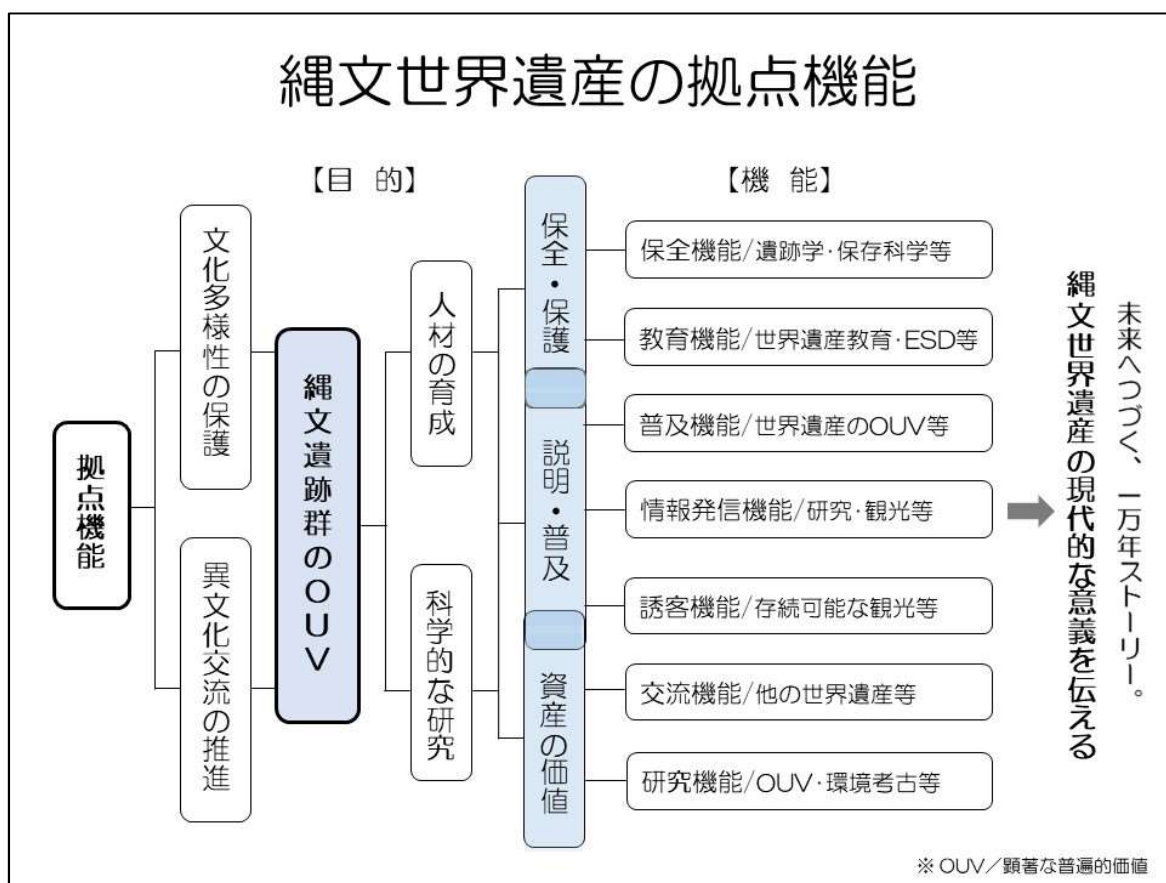 縄文世界遺産の拠点機能
【目 的】
【機 能】
拠点機能
文化多様性の保護
異文化交流の推進
縄文遺跡群のOUV
人材の育成
科学的な研究
保全・保護
説明・普及
資産の価値
保全機能/遺跡学・保存科学等
教育機能/世界遺産教育・ESD等
普及機能/世界遺産のOUV等
情報発信機能/研究・観光等
誘客機能/存続可能な観光等
交流機能/他の世界遺産等
研究機能/OUV・環境考古等
未来へつづく、一万年ストーリー。
縄文世界遺産の現代的な意義を伝える
※ OUV/顕著な普遍的価値